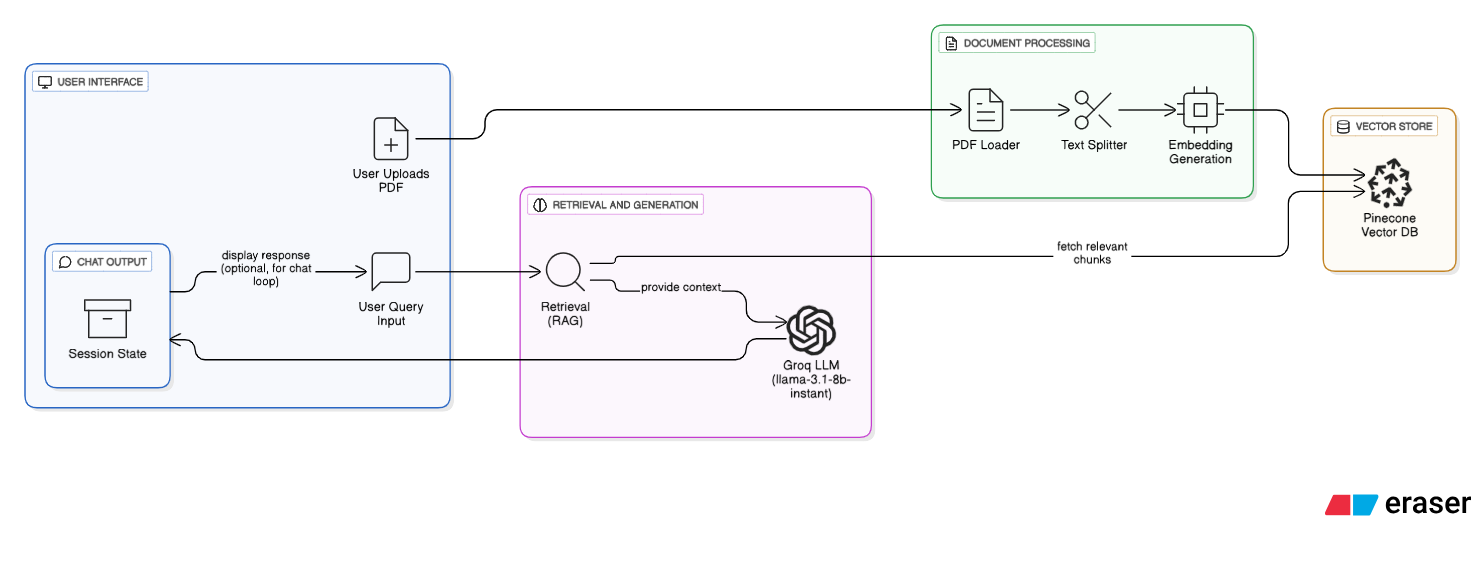 DOCUMENT PROCESSING
USER INTERFACE
PDF Loader
Text Splitter
Embedding
Generation
VECTOR STORE
User Uploads
PDF
RETRIEVAL AND GENERATION
Pinecone
Vector DB
CHAT OUTPUT
display response
(optional, for chat
loop)
fetch relevant
chunks
provide context
User Query
Input
Retrieval
(RAG)
Session State
Groq LLM
(llama-3.1-8b-
instant)
eraser